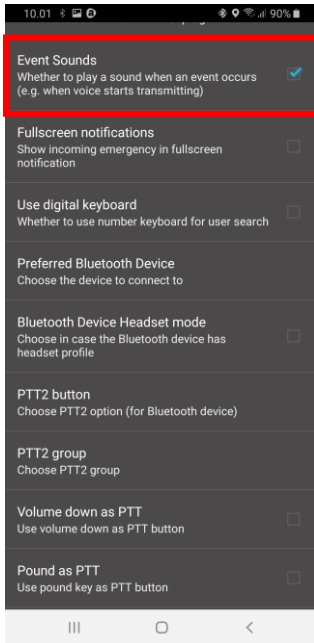 10.01 90%
Event Sounds
Whether to play a sound when an event occurs
(e.g. when voice starts transmitting)
Fullscreen notifications
Show incoming emergency in fullscreen
notification
Use digital keyboard
Whether to use number keyboard for user search
Preferred Bluetooth Device
Choose the device to connect to
Bluetooth Device Headset mode
Choose in case the Bluetooth device has
headset profile
PTT2 button
Choose PTT2 option (for Bluetooth device)
PTT2 group
Choose PTT2 group
Volume down as PTT
Use volume down as PTT button
Pound as PTT
Use pound key as PTT button